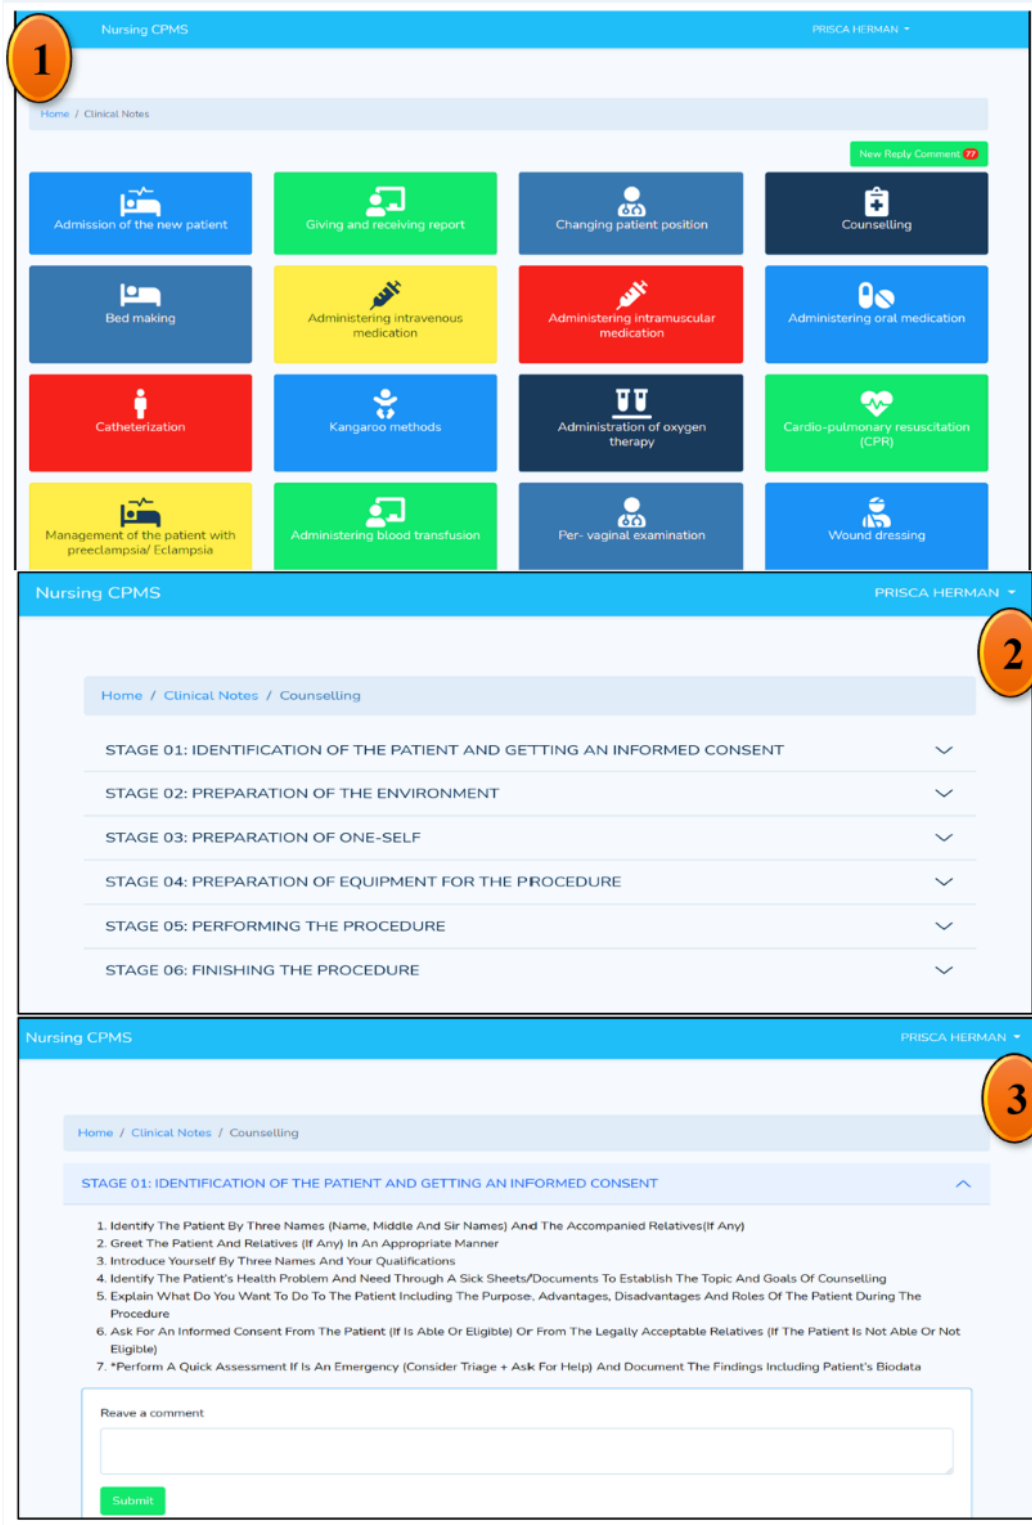 1
Nursing CPMS
PRISCA HERMAN
Home / Clinical Notes
New Reply Comment 77
Admission of the new patient
Giving and receiving report
Changing patient position
Counselling
Bed making
Administering intravenous
medication
Administering intramuscular
medication
Administering oral medication
Catheterization
Kangaroo methods
Administration of oxygen
therapy
Cardio-pulmonary resuscitation
(CPR)
Management of the patient with
preeclampsia/ Eclampsia
Administering blood transfusion
Per- vaginal examination
Wound dressing
Nursing CPMS
PRISCA HERMAN
2
Home / Clinical Notes / Counselling
STAGE 01: IDENTIFICATION OF THE PATIENT AND GETTING AN INFORMED CONSENT
STAGE 02: PREPARATION OF THE ENVIRONMENT
STAGE 03: PREPARATION OF ONE-SELF
STAGE 04: PREPARATION OF EQUIPMENT FOR THE PROCEDURE
STAGE 05: PERFORMING THE PROCEDURE
STAGE 06: FINISHING THE PROCEDURE
Nursing CPMS
PRISCA HERMAN
3
Home / Clinical Notes / Counselling
STAGE 01: IDENTIFICATION OF THE PATIENT AND GETTING AN INFORMED CONSENT
1. Identify The Patient By Three Names (Name, Middle And Sir Names) And The Accompanied Relatives(If Any)
2. Greet The Patient And Relatives (If Any) In An Appropriate Manner
3. Introduce Yourself By Three Names And Your Qualifications
4. Identify The Patient's Health Problem And Need Through A Sick Sheets/Documents To Establish The Topic And Goals Of Counselling
5. Explain What Do You Want To Do To The Patient Including The Purpose, Advantages, Disadvantages And Roles Of The Patient During The
Procedure
6. Ask For An Informed Consent From The Patient (If Is Able Or Eligible) Or From The Legally Acceptable Relatives (If The Patient Is Not Able Or Not
Eligible)
7. *Perform A Quick Assessment If Is An Emergency (Consider Triage + Ask For Help) And Document The Findings Including Patient's Biodata
Reave a comment
Submit